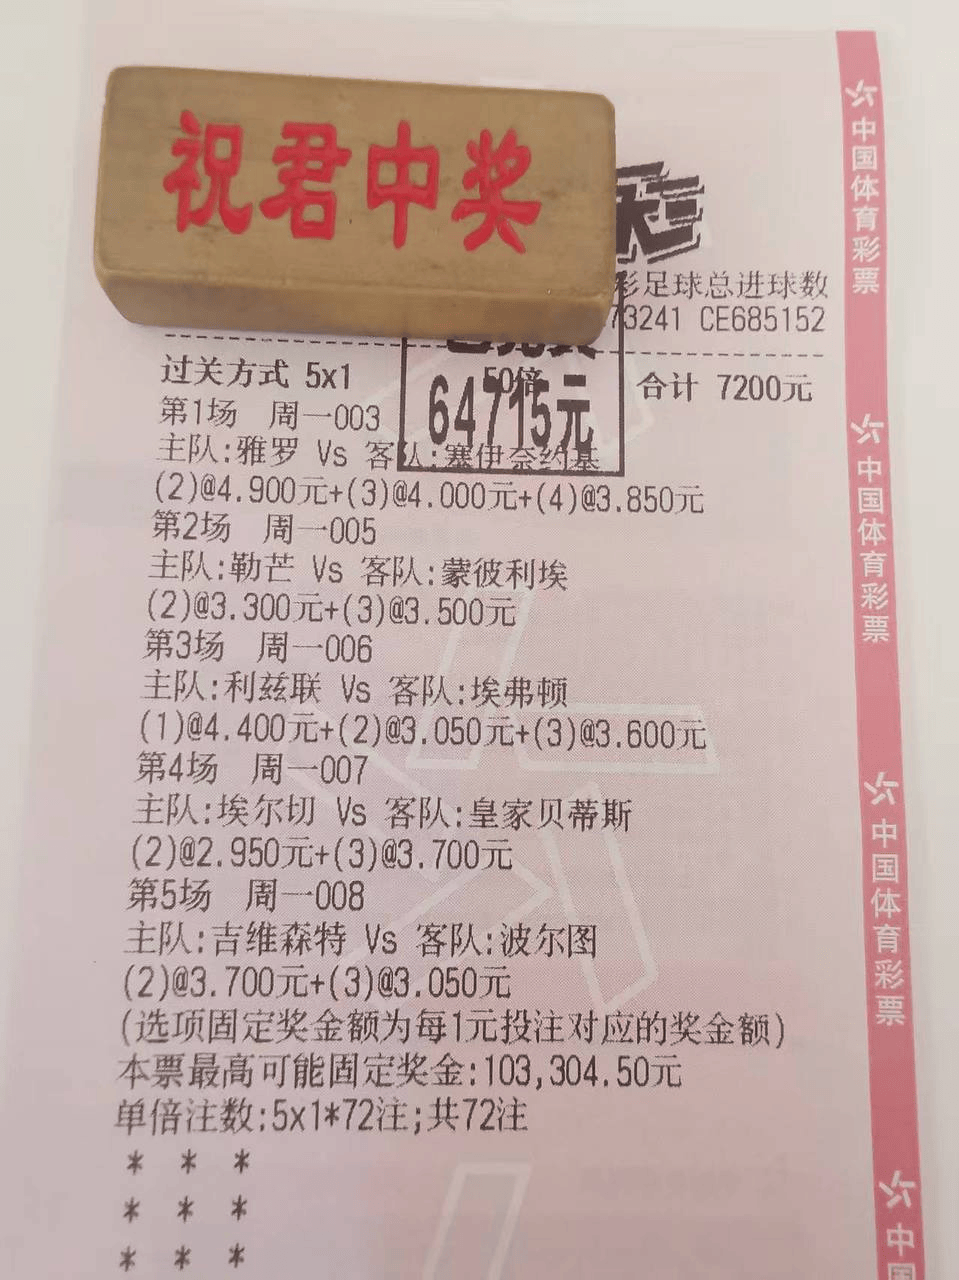 祝君中奖
彩足球总进球数
73241 CE685152
过关方式 5x1 50倍 合计 7200元
64715元
第1场 周一003
主队:雅罗 Vs 客队:塞伊奈约基
(2)@4.900元+(3)@4.000元+(4)@3.850元
第2场 周一005
主队:勒芒 Vs 客队:蒙彼利埃
(2)@3.300元+(3)@3.500元
第3场 周一006
主队:利兹联 Vs 客队:埃弗顿
(1)@4.400元+(2)@3.050元+(3)@3.600元
第4场 周一007
主队:埃尔切 Vs 客队:皇家贝蒂斯
(2)@2.950元+(3)@3.700元
第5场 周一008
主队:吉维森特 Vs 客队:波尔图
(2)@3.700元+(3)@3.050元
(选项固定奖金额为每1元投注对应的奖金额)
本票最高可能固定奖金:103,304.50元
单倍注数:5x1*72注;共72注
* * *
* * *
* * *
中国体育彩票
中国体育彩票
中国体育彩票
中国